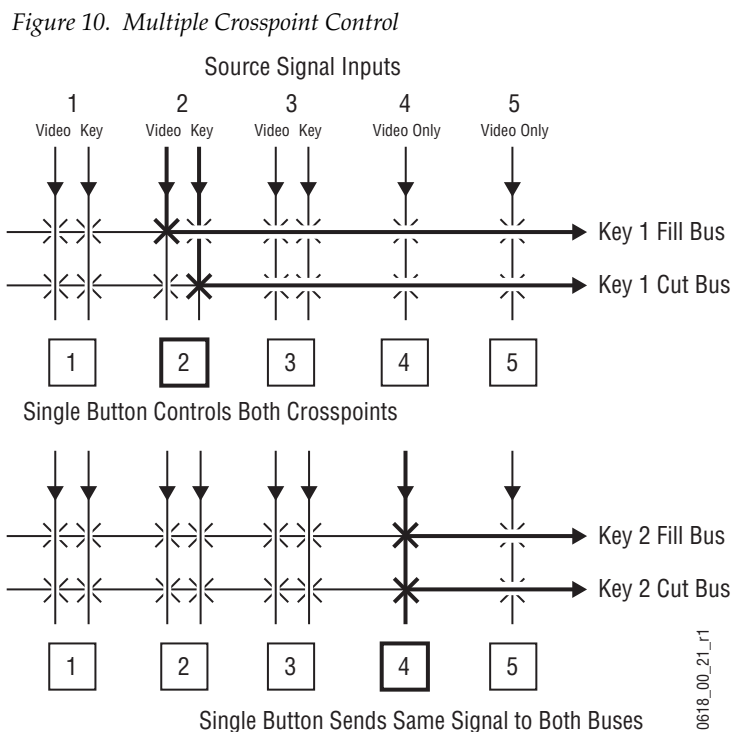 Figure 10. Multiple Crosspoint Control
Source Signal Inputs
1 2 3 4 5
Video Key Video Key Video Key Video Only Video Only
Key 1 Fill Bus
Key 1 Cut Bus
1 2 3 4 5
Single Button Controls Both Crosspoints
Key 2 Fill Bus
Key 2 Cut Bus
1 2 3 4 5
Single Button Sends Same Signal to Both Buses
0618_00_21_r1